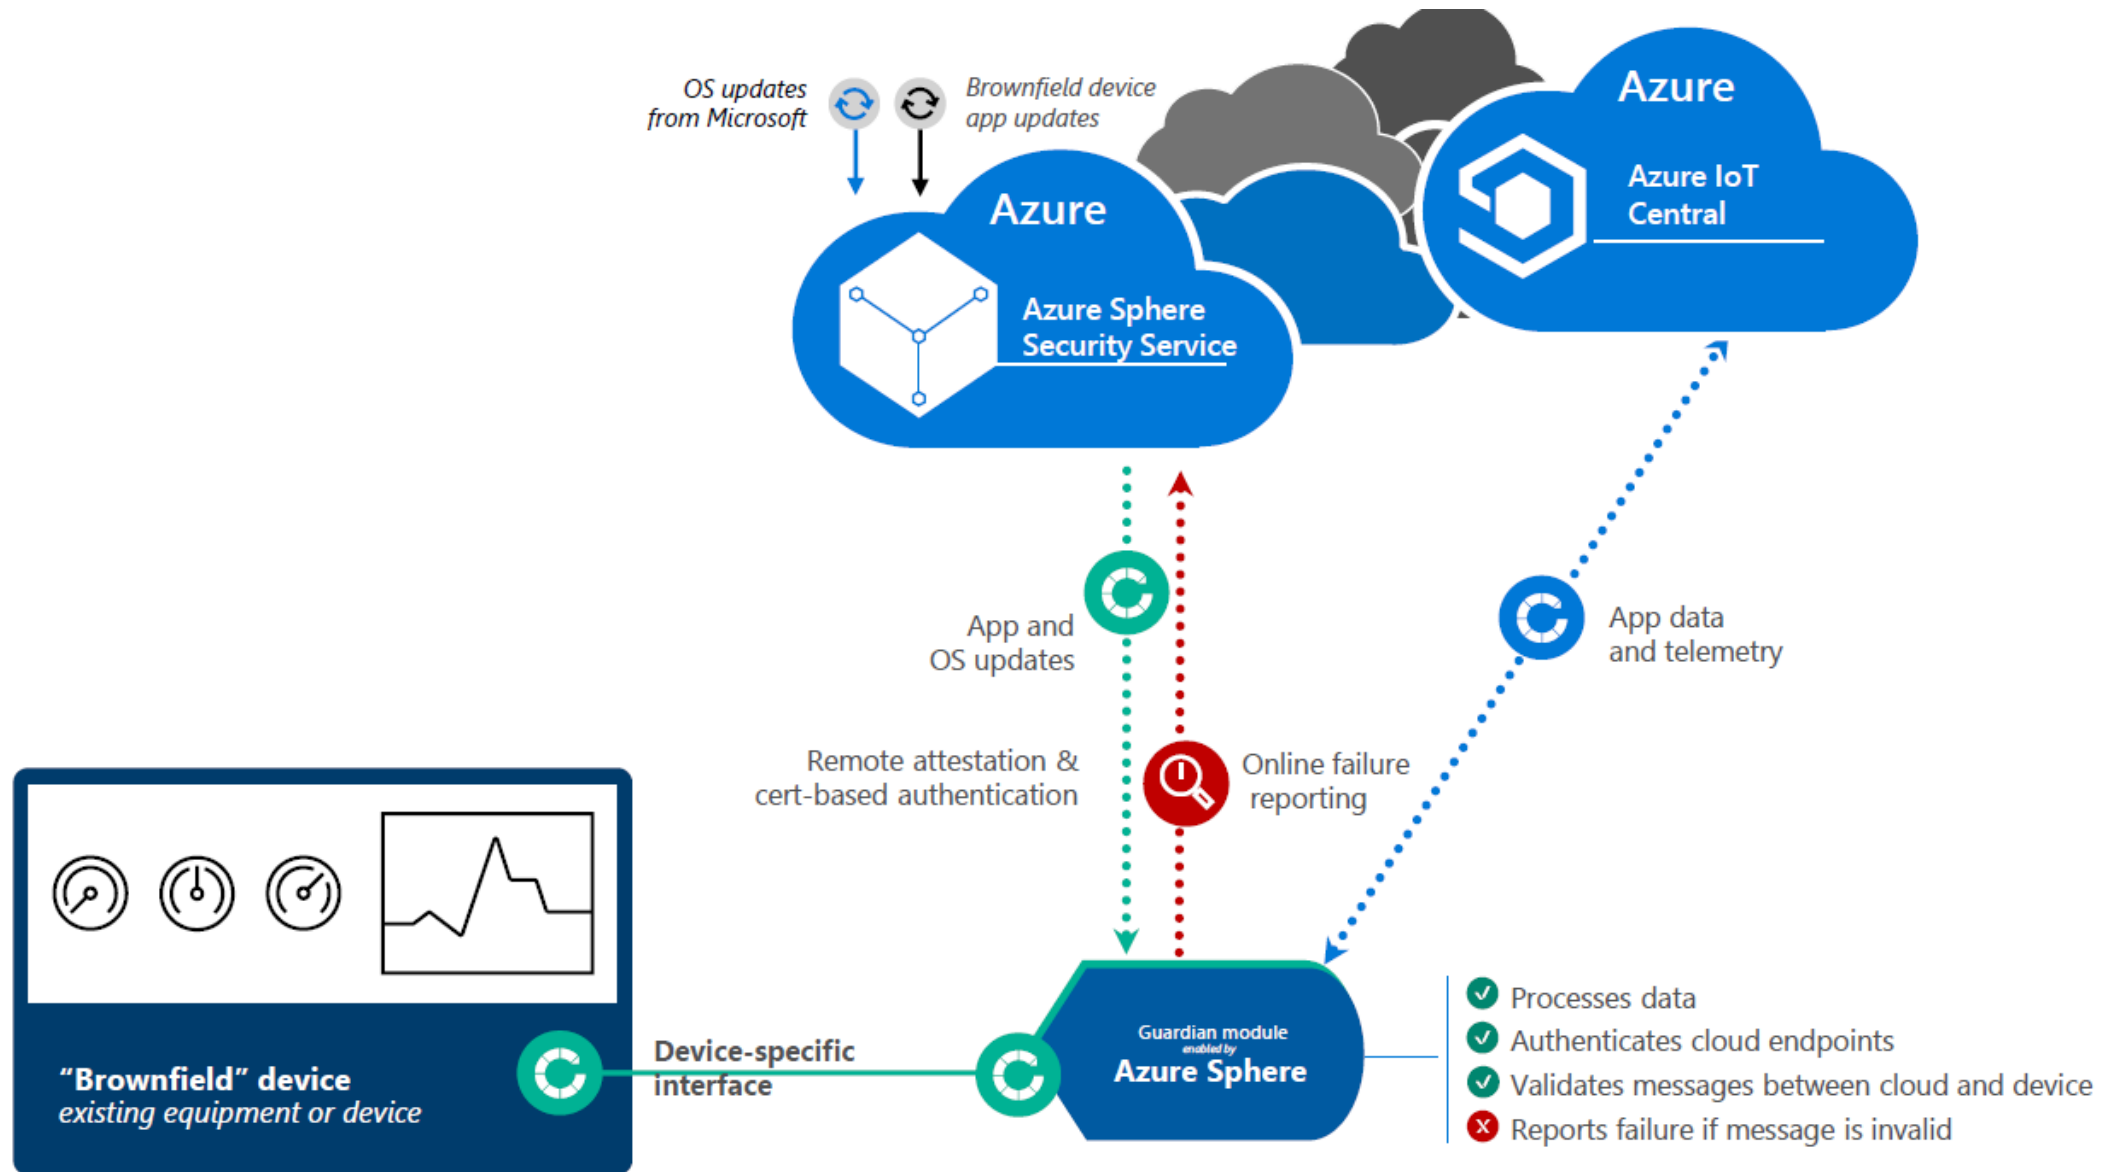 OS updates
from Microsoft
Brownfield device
app updates
Azure
Azure Sphere
Security Service
Azure
Azure IoT
Central
App and
OS updates
Remote attestation &
cert-based authentication
Online failure
reporting
App data
and telemetry
“Brownfield” device
existing equipment or device
Device-specific
interface
Guardian module
enabled by
Azure Sphere
Processes data
Authenticates cloud endpoints
Validates messages between cloud and device
Reports failure if message is invalid